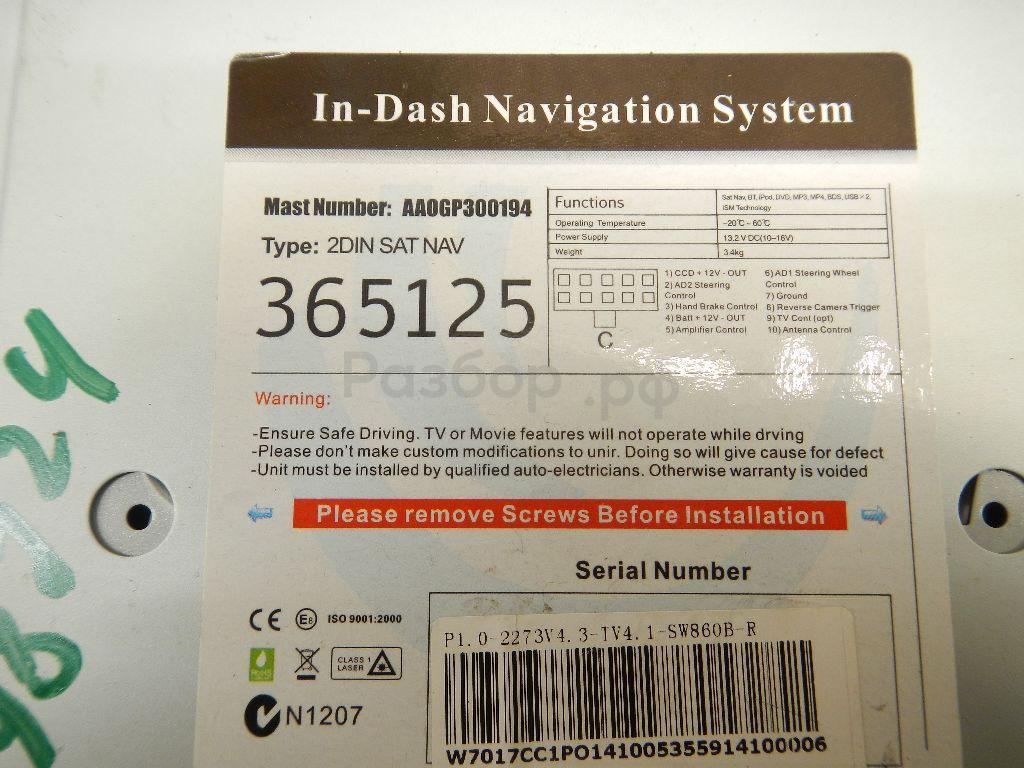 In-Dash Navigation System
Mast Number: AA0GP300194
Type: 2DIN SAT NAV
365125
Functions Sat Nav, BT, iPod, DVD, MP3, MP4, BDS, USB×2, ISM Technology
Operating Temperature -20℃~60℃
Power Supply 13.2 V DC(10-16V)
Weight 3.4kg
1) CCD + 12V - OUT
2) AD2 Steering
Control
3) Hand Brake Control
4) Batt + 12V - OUT
5) Amplifier Control
6) AD1 Steering Wheel
Control
7) Ground
8) Reverse Camera Trigger
9) TV Cont (opt)
10) Antenna Control
C
Разбор.рф
Warning:
-Ensure Safe Driving. TV or Movie features will not operate while drving
-Please don't make custom modifications to unir. Doing so will give cause for defect
-Unit must be installed by qualified auto-electricians. Otherwise warranty is voided
Please remove Screws Before Installation
Serial Number
CE E8 ISO 9001:2000
RoHS
CLASS 1
LASER
N1207
P1.0-2273V4.3-TV4.1-SW860B-R
W7017CC1PO141005355914100006